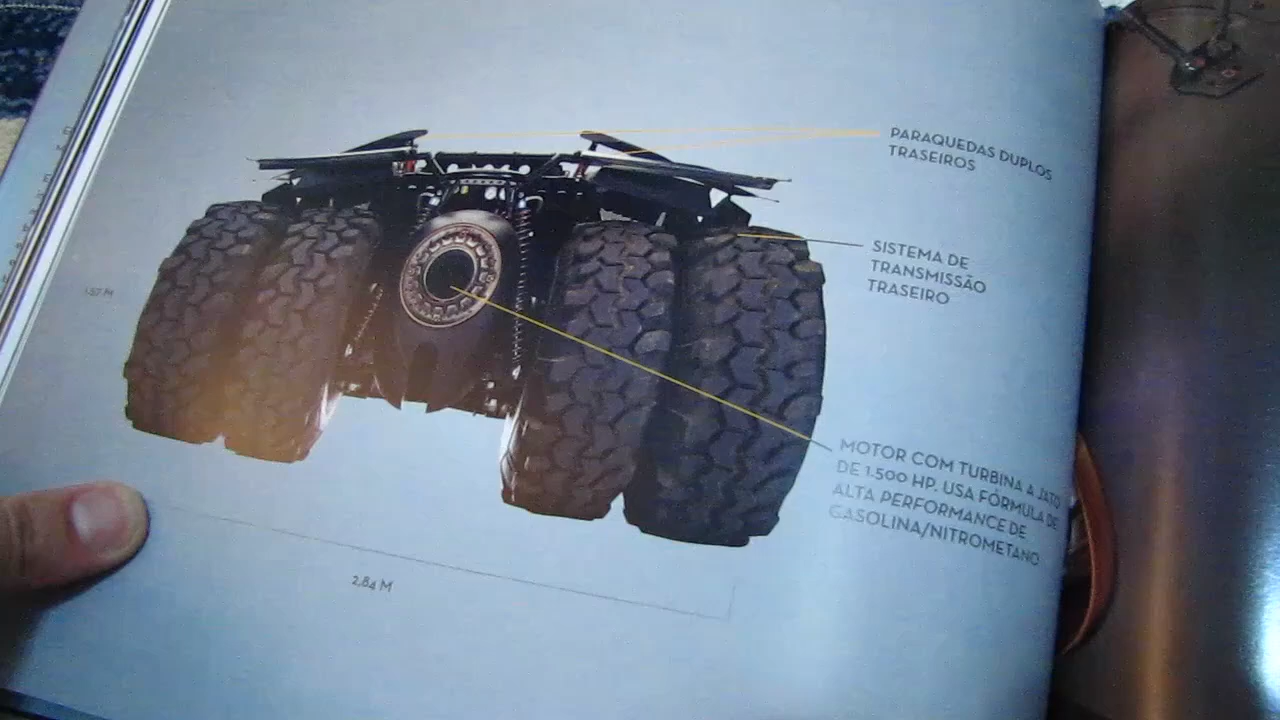 PARAQUEDAS DUPLOS
TRASEIROS
SISTEMA DE
TRANSMISSÃO
TRASEIRO
1.57 M
MOTOR COM TURBINA A JATO
DE 1.500 HP. USA FÓRMULA DE
ALTA PERFORMANCE DE
GASOLINA/NITROMETANO
2,84 M